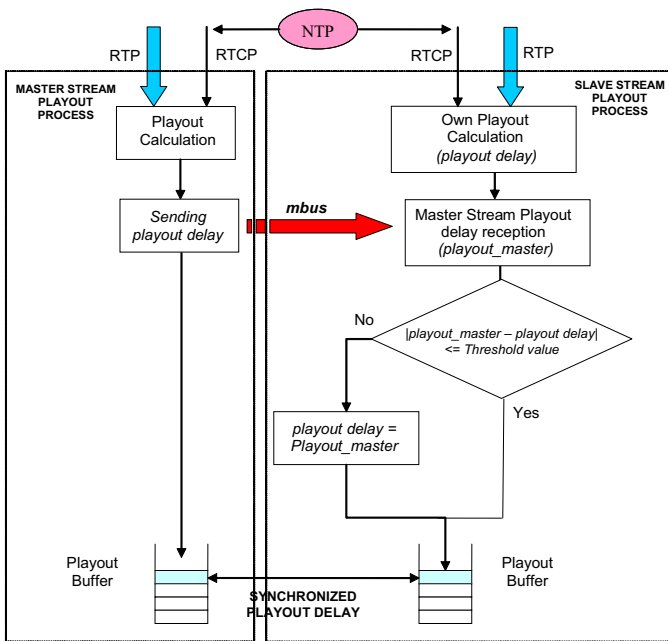 NTP
RTP
RTCP
RTCP
RTP
MASTER STREAM
PLAYOUT
PROCESS
SLAVE STREAM
PLAYOUT
PROCESS
Playout
Calculation
Own Playout
Calculation
(playout delay)
Sending
playout delay
mbus
Master Stream Playout
delay reception
(playout_master)
No
|playout_master – playout delay|
<= Threshold value
Yes
playout delay =
Playout_master
Playout
Buffer
Playout
Buffer
SYNCHRONIZED
PLAYOUT DELAY